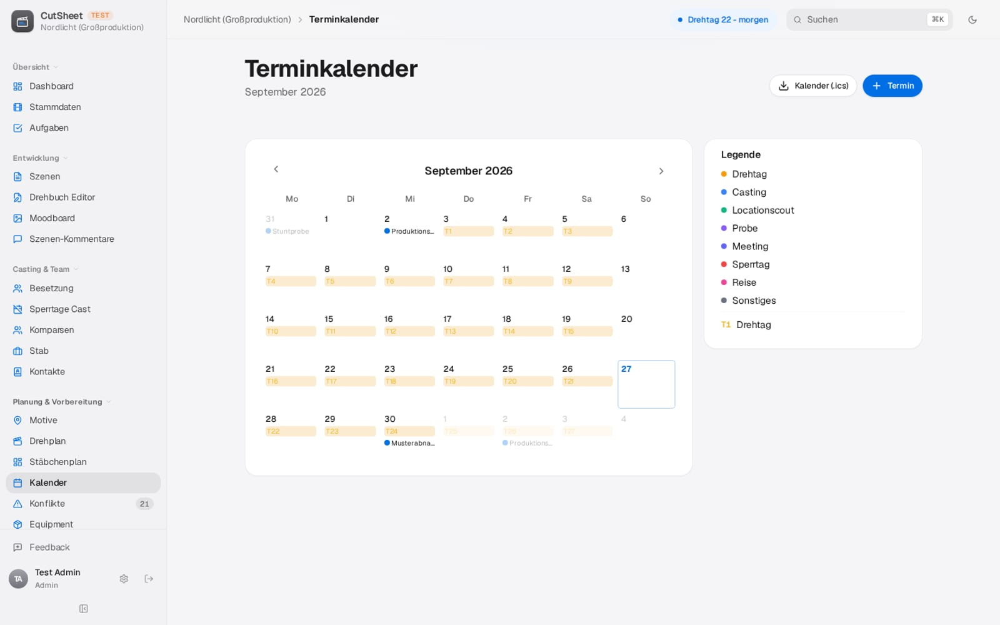 CutSheet TEST
Nordlicht (Großproduktion)
Übersicht
Dashboard
Stammdaten
Aufgaben
Entwicklung
Szenen
Drehbuch Editor
Moodboard
Szenen-Kommentare
Casting & Team
Besetzung
Sperrtage Cast
Komparsen
Stab
Kontakte
Planung & Vorbereitung
Motive
Drehplan
Stäbchenplan
Kalender
Konflikte 21
Equipment
Feedback
TA
Test Admin
Admin
Nordlicht (Großproduktion) > Terminkalender
Drehtag 22 - morgen
Suchen ⌘K
Terminkalender
September 2026
Kalender (.ics)
+ Termin
September 2026
Mo Di Mi Do Fr Sa So
31 1 2 3 4 5 6
Stuntprobe Produktions... T1 T2 T3
7 8 9 10 11 12 13
T4 T5 T6 T7 T8 T9
14 15 16 17 18 19 20
T10 T11 T12 T13 T14 T15
21 22 23 24 25 26 27
T16 T17 T18 T19 T20 T21
28 29 30 1 2 3 4
T22 T23 T24 T25 T26 T27
Musterabna... Produktions...
Legende
Drehtag
Casting
Locationscout
Probe
Meeting
Sperrtag
Reise
Sonstiges
T1 Drehtag